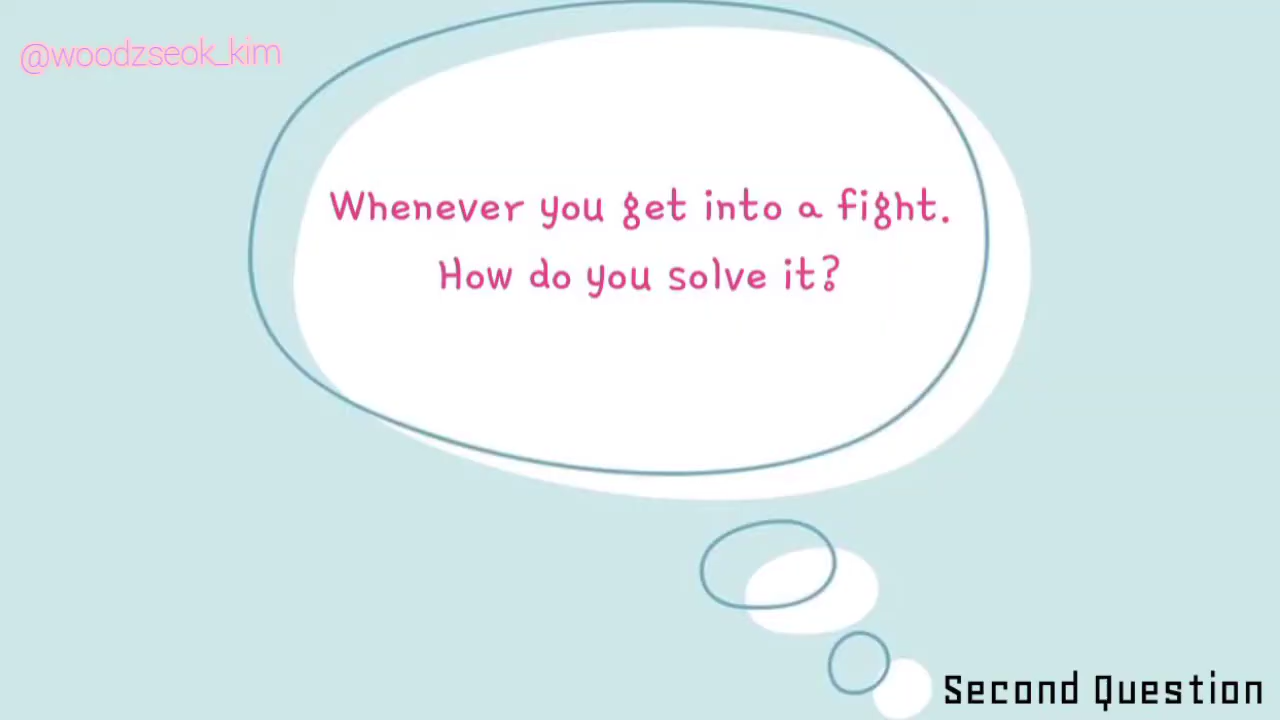 @woodzseok_kim
Whenever you get into a fight.
How do you solve it?
Second Question